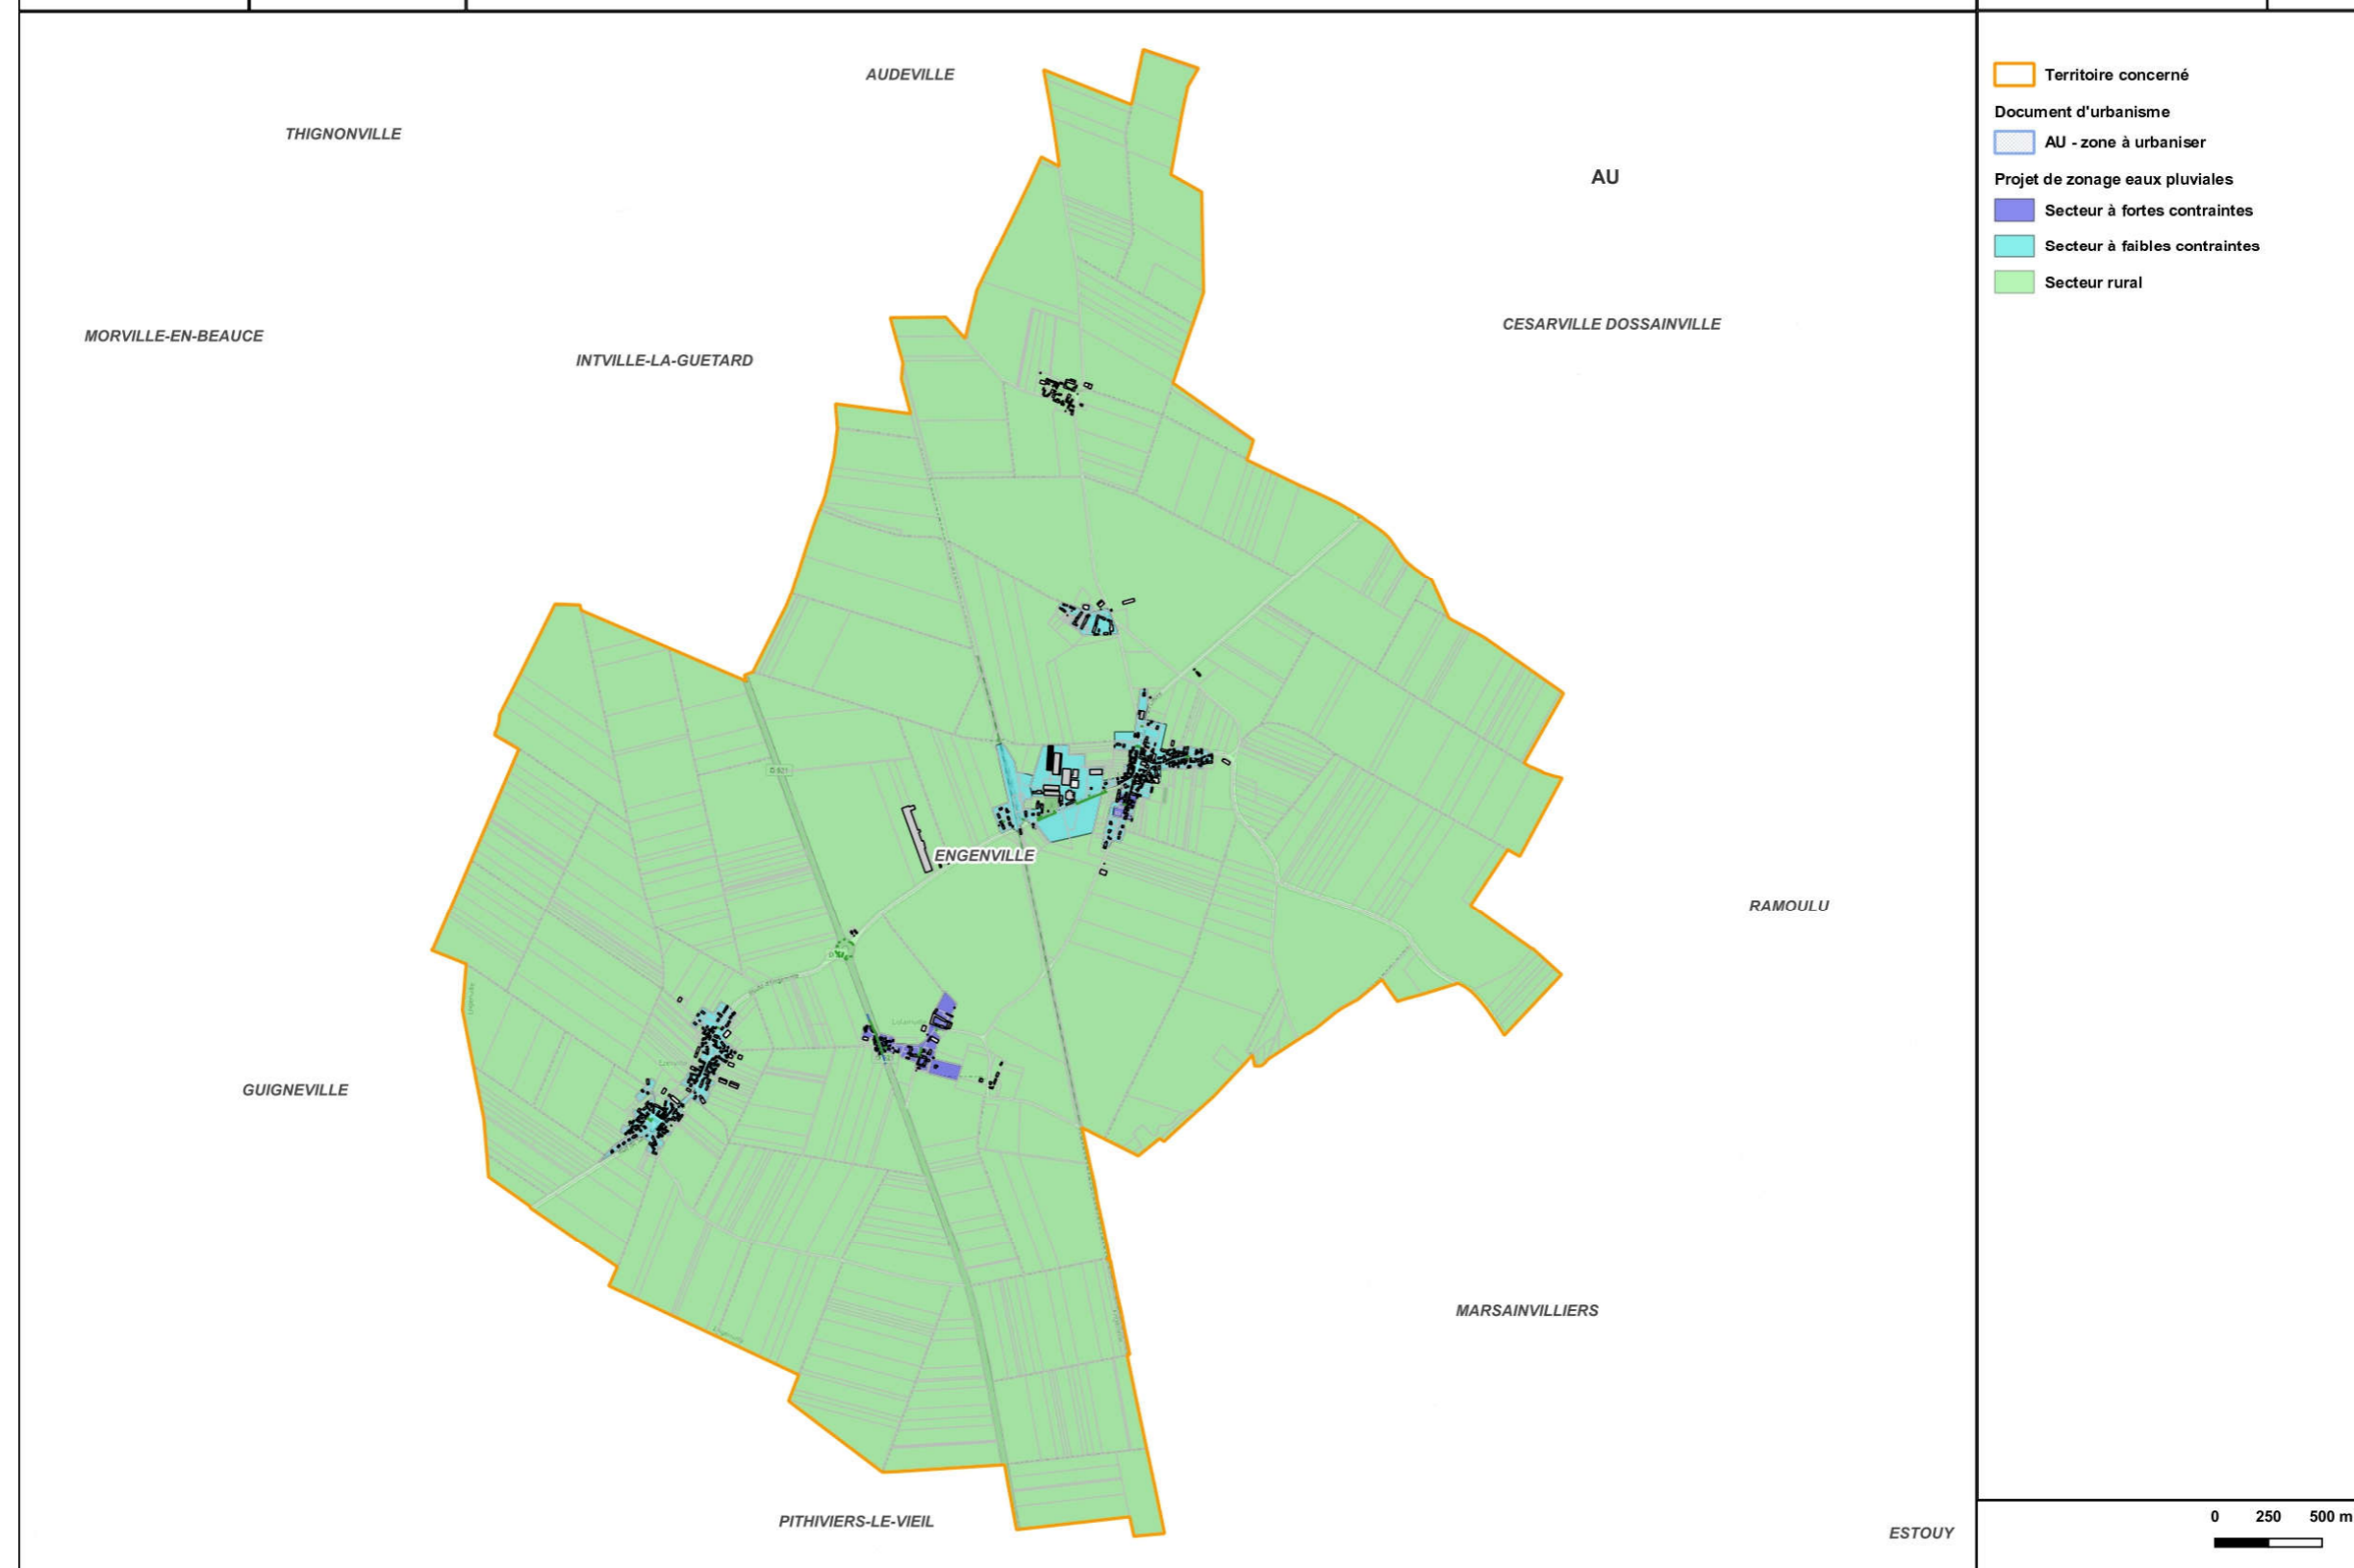 AUDEVILLE
THIGNONVILLE
AU
MORVILLE-EN-BEAUCE
INTVILLE-LA-GUETARD
CESARVILLE DOSSAINVILLE
D 921
ENGENVILLE
RAMOULU
GUIGNEVILLE
MARSAINVILLIERS
PITHIVIERS-LE-VIEIL
ESTOUY
Territoire concerné
Document d'urbanisme
AU - zone à urbaniser
Projet de zonage eaux pluviales
Secteur à fortes contraintes
Secteur à faibles contraintes
Secteur rural
0 250 500 m